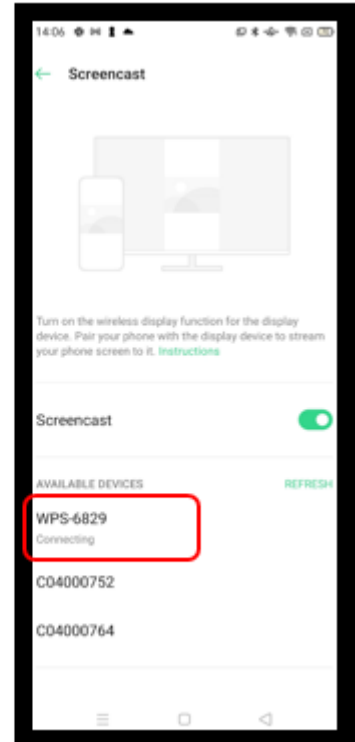 14:06
Screencast
Turn on the wireless display function for the display
device. Pair your phone with the display device to stream
your phone screen to it. Instructions
Screencast
AVAILABLE DEVICES REFRESH
WPS-6829
Connecting
C04000752
C04000764